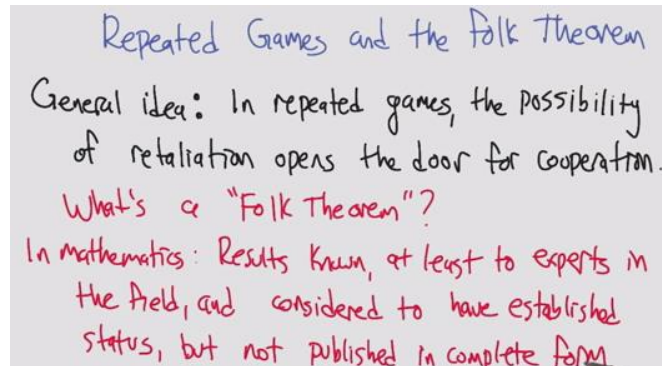 Repeated Games and the Folk Theorem
General idea: In repeated games, the possibility
of retaliation opens the door for cooperation.
What's a "Folk Theorem"?
In mathematics: Results known, at least to experts in
the field, and considered to have established
status, but not published in complete form